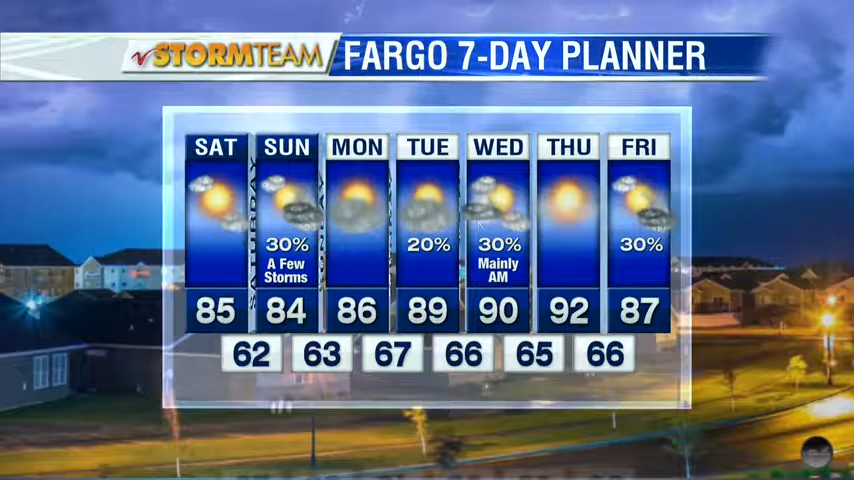 STORMTEAM
FARGO 7-DAY PLANNER
SAT SUN MON TUE WED THU FRI
30% 20% 30% 30%
A Few
Storms
Mainly
AM
85 84 86 89 90 92 87
62 63 67 66 65 66
SATURDAY